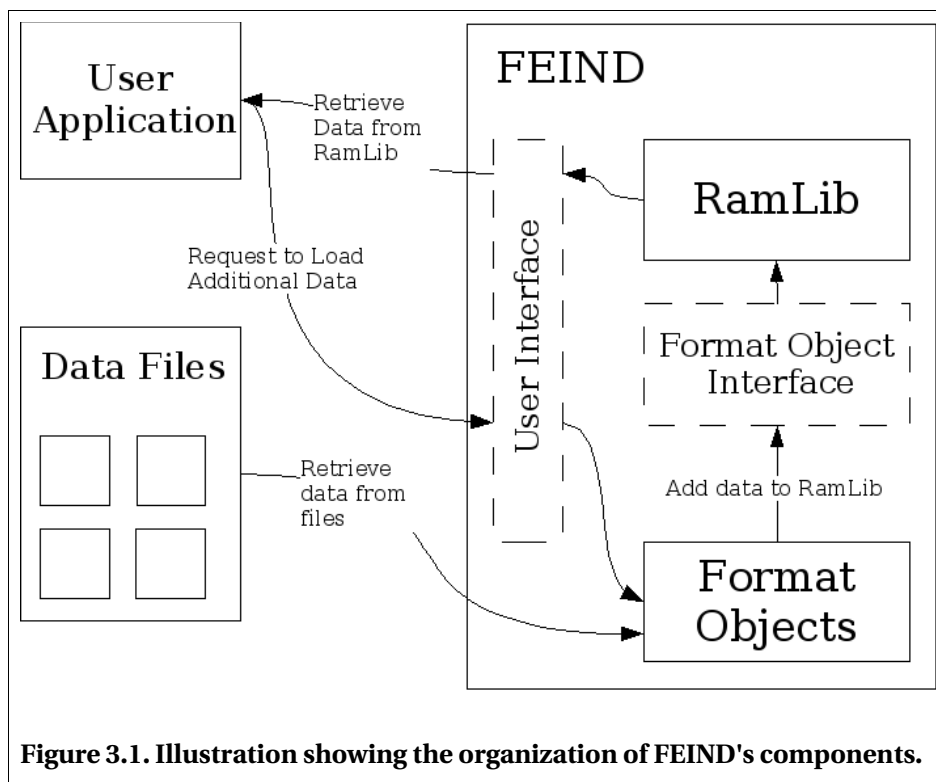 User
Application
FEIND
Retrieve
Data from
RamLib
RamLib
User Interface
Request to Load
Additional Data
Format Object
Interface
Data Files
Retrieve
data from
files
Add data to RamLib
Format
Objects
Figure 3.1. Illustration showing the organization of FEIND's components.